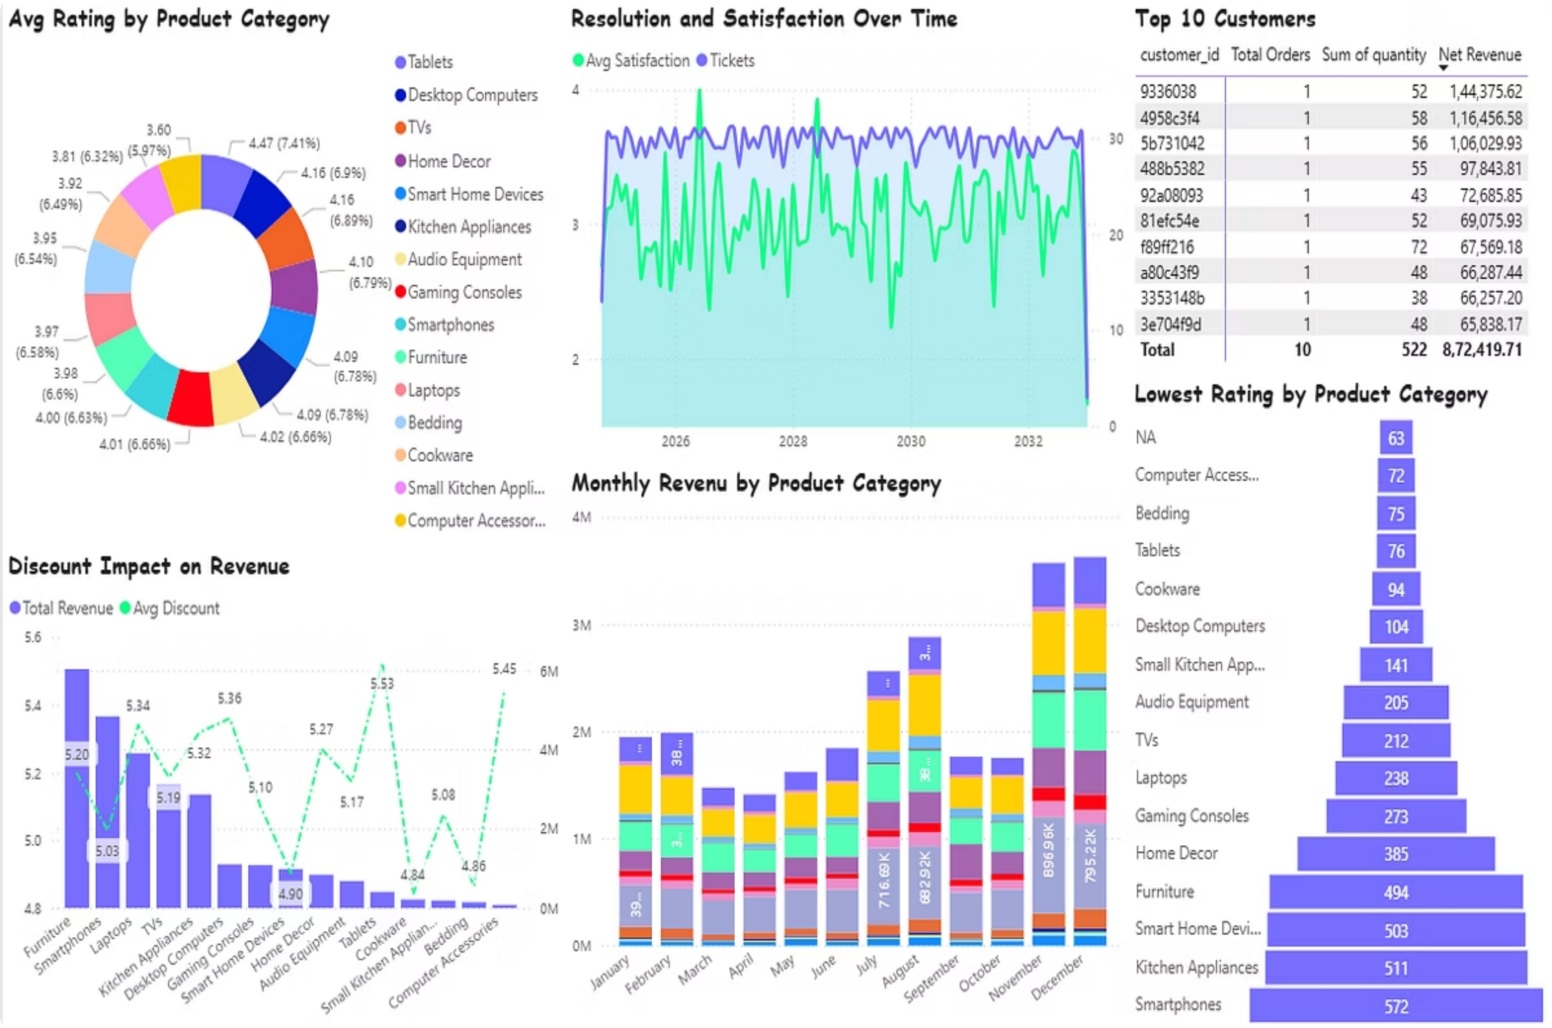 Avg Rating by Product Category
Tablets
Desktop Computers
TVs
Home Decor
Smart Home Devices
Kitchen Appliances
Audio Equipment
Gaming Consoles
Smartphones
Furniture
Laptops
Bedding
Cookware
Small Kitchen Appli...
Computer Accessor...
4.47 (7.41%)
4.16 (6.9%)
4.16
(6.89%)
4.10
(6.79%)
4.09
(6.78%)
4.09 (6.78%)
4.02 (6.66%)
4.01 (6.66%)
4.00 (6.63%)
3.98
(6.6%)
3.97
(6.58%)
3.95
(6.54%)
3.92
(6.49%)
3.81 (6.32%)
3.60
(5.97%)
Discount Impact on Revenue
Total Revenue Avg Discount
5.6
5.4
5.2
5.0
4.8
6M
4M
2M
0M
5.20
5.03
5.34
5.19
5.32
5.36
5.10
4.90
5.27
5.17
5.53
4.84
5.08
4.86
5.45
Furniture
Smartphones
Laptops
TVs
Kitchen Appliances
Desktop Computers
Gaming Consoles
Smart Home Devices
Home Decor
Audio Equipment
Tablets
Cookware
Small Kitchen Applian...
Bedding
Computer Accessories
Resolution and Satisfaction Over Time
Avg Satisfaction Tickets
4
3
2
30
20
10
0
2026 2028 2030 2032
Monthly Revenu by Product Category
4M
3M
2M
1M
0M
...
39...
38...
3...
...
716.69K
3...
38...
682.92K
896.96K
795.22K
January
February
March
April
May
June
July
August
September
October
November
December
Top 10 Customers
customer_id Total Orders Sum of quantity Net Revenue
9336038 1 52 1,44,375.62
4958c3f4 1 58 1,16,456.58
5b731042 1 56 1,06,029.93
488b5382 1 55 97,843.81
92a08093 1 43 72,685.85
81efc54e 1 52 69,075.93
f89ff216 1 72 67,569.18
a80c43f9 1 48 66,287.44
3353148b 1 38 66,257.20
3e704f9d 1 48 65,838.17
Total 10 522 8,72,419.71
Lowest Rating by Product Category
NA 63
Computer Access... 72
Bedding 75
Tablets 76
Cookware 94
Desktop Computers 104
Small Kitchen App... 141
Audio Equipment 205
TVs 212
Laptops 238
Gaming Consoles 273
Home Decor 385
Furniture 494
Smart Home Devi... 503
Kitchen Appliances 511
Smartphones 572